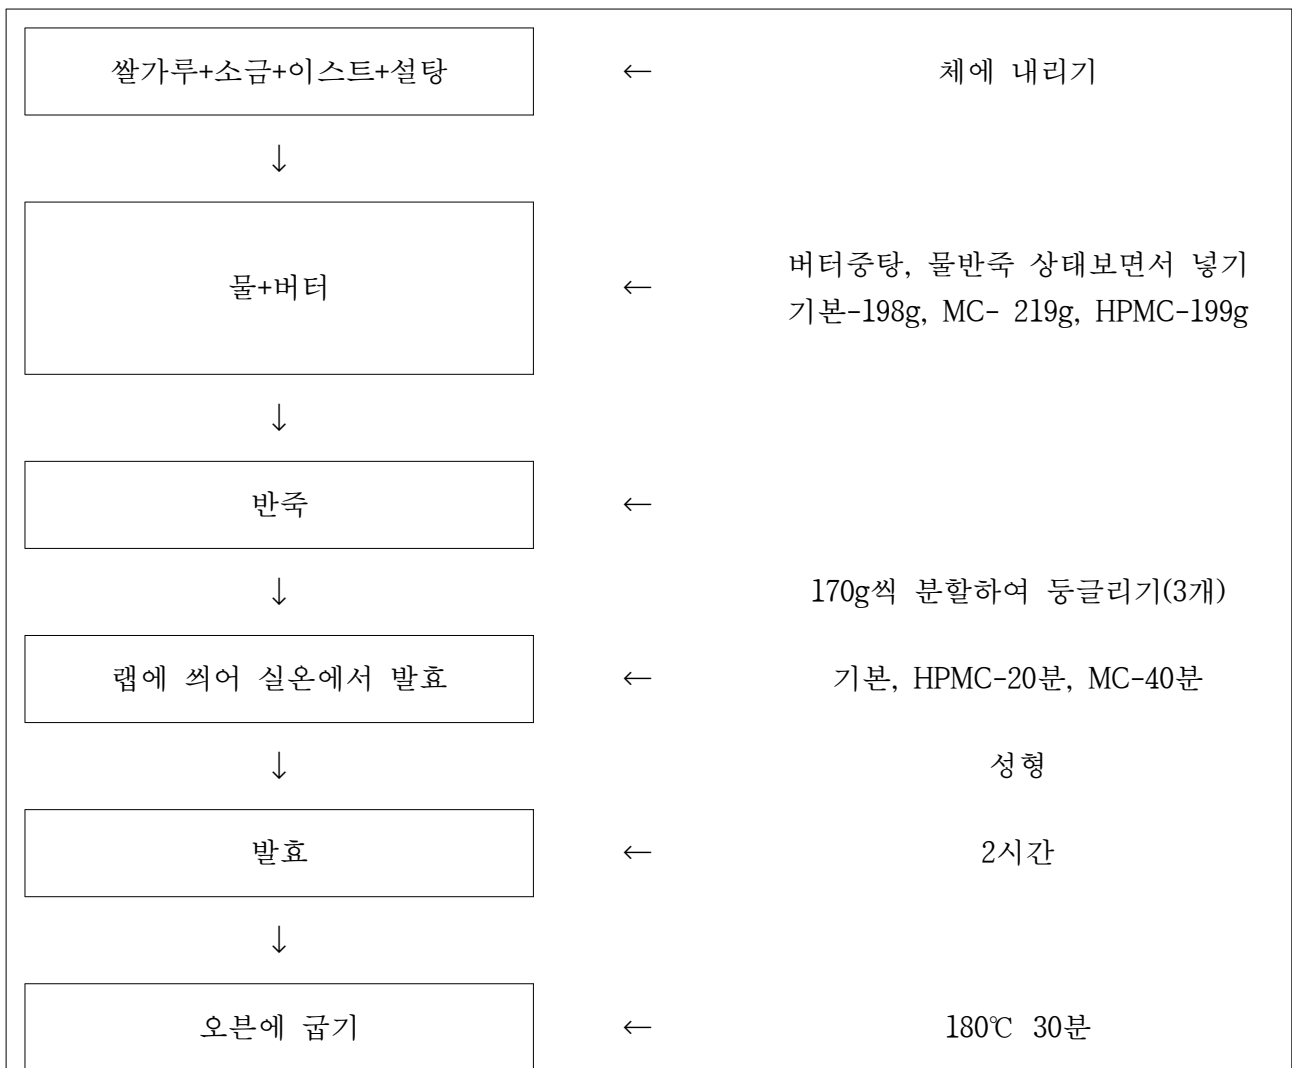 쌀가루+소금+이스트+설탕 ← 체에 내리기
↓
버터중탕, 물반죽 상태보면서 넣기
물+버터 ←
기본-198g, MC- 219g, HPMC-199g
↓
반죽 ←
↓ 170g씩 분할하여 둥글리기(3개)
랩에 씌어 실온에서 발효 ← 기본, HPMC-20분, MC-40분
↓ 성형
발효 ← 2시간
↓
오븐에 굽기 ← 180℃ 30분